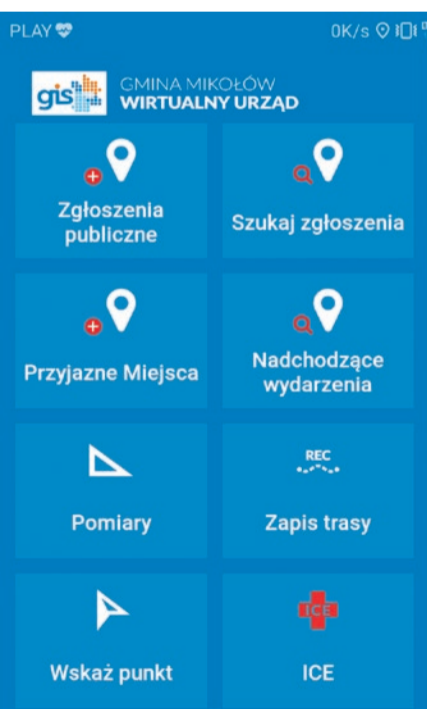 PLAY
0K/s
gis
GMINA MIKOŁÓW
WIRTUALNY URZĄD
Zgłoszenia
publiczne
Szukaj zgłoszenia
Przyjazne Miejsca
Nadchodzące
wydarzenia
Pomiary
REC
Zapis trasy
Wskaż punkt
ICE
ICE